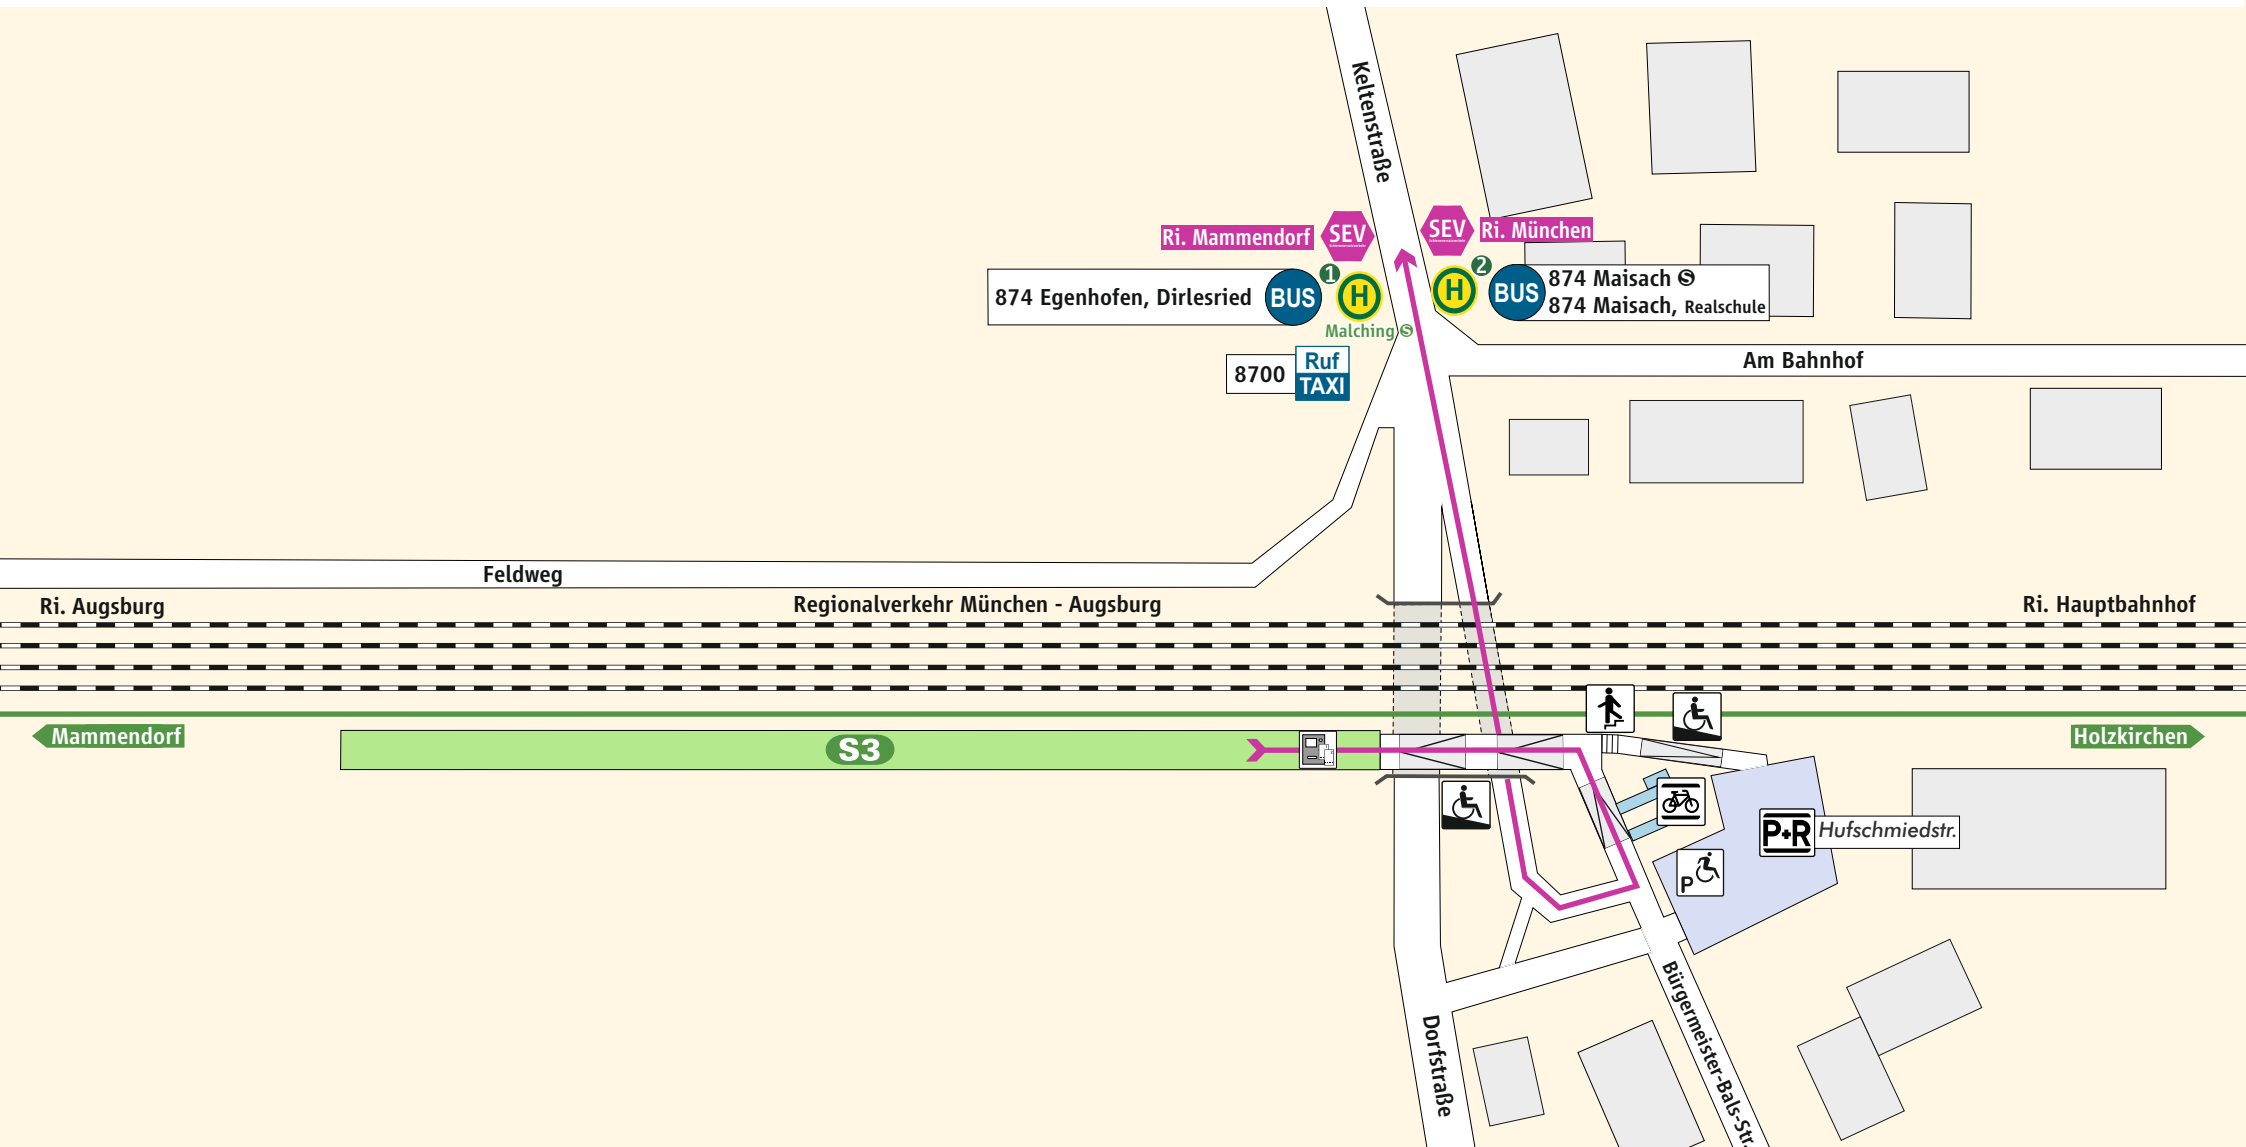 Keltenstraße
Ri. Mammendorf
SEV
SEV
Ri. München
874 Egenhofen, Dirlesried
BUS
1
H
Malching S
H
2
BUS
874 Maisach S
874 Maisach, Realschule
8700
Ruf
TAXI
Am Bahnhof
Feldweg
Ri. Augsburg
Regionalverkehr München - Augsburg
Ri. Hauptbahnhof
Mammendorf
S3
Holzkirchen
P+R
Hufschmiedstr.
P
Bürgermeister-Bals-Str.
Dorfstraße